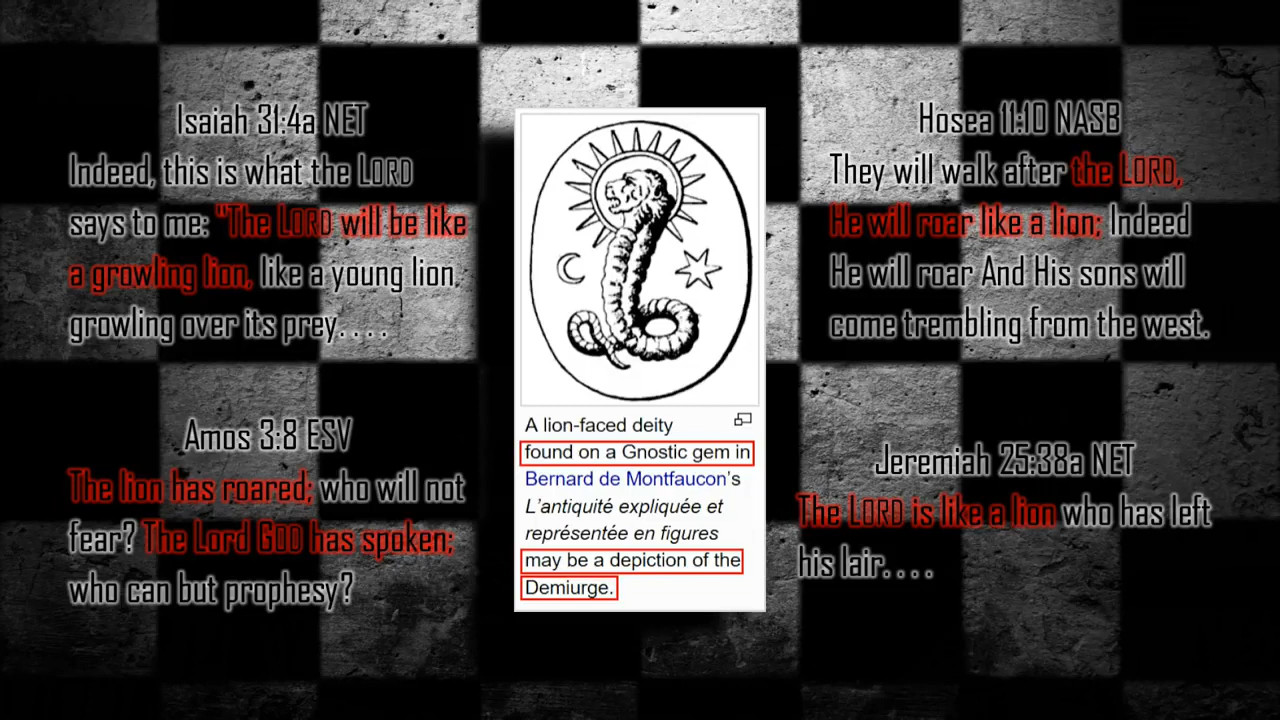 Isaiah 31:4a NET
Indeed, this is what the LORD
says to me: "The LORD will be like
a growling lion, like a young lion
growling over its prey. . . .
Amos 3:8 ESV
The lion has roared; who will not
fear? The Lord GOD has spoken;
who can but prophesy?
A lion-faced deity
found on a Gnostic gem in
Bernard de Montfaucon's
L'antiquité expliquée et
représentée en figures
may be a depiction of the
Demiurge.
Hosea 11:10 NASB
They will walk after the LORD,
He will roar like a lion; Indeed
He will roar And His sons will
come trembling from the west.
Jeremiah 25:38a NET
The LORD is like a lion who has left
his lair. . . .